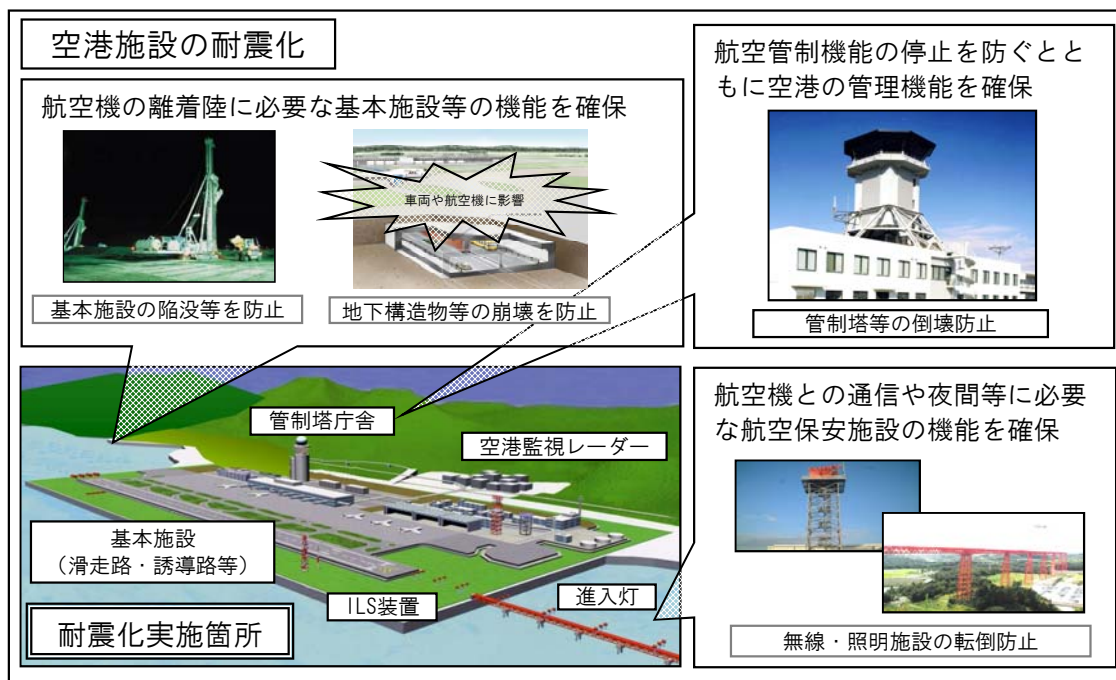 空港施設の耐震化
航空機の離着陸に必要な基本施設等の機能を確保
車両や航空機に影響
基本施設の陥没等を防止
地下構造物等の崩壊を防止
航空管制機能の停止を防ぐとと
もに空港の管理機能を確保
管制塔等の倒壊防止
管制塔庁舎
空港監視レーダー
基本施設
(滑走路・誘導路等)
ILS装置
進入灯
耐震化実施箇所
航空機との通信や夜間等に必要
な航空保安施設の機能を確保
無線・照明施設の転倒防止